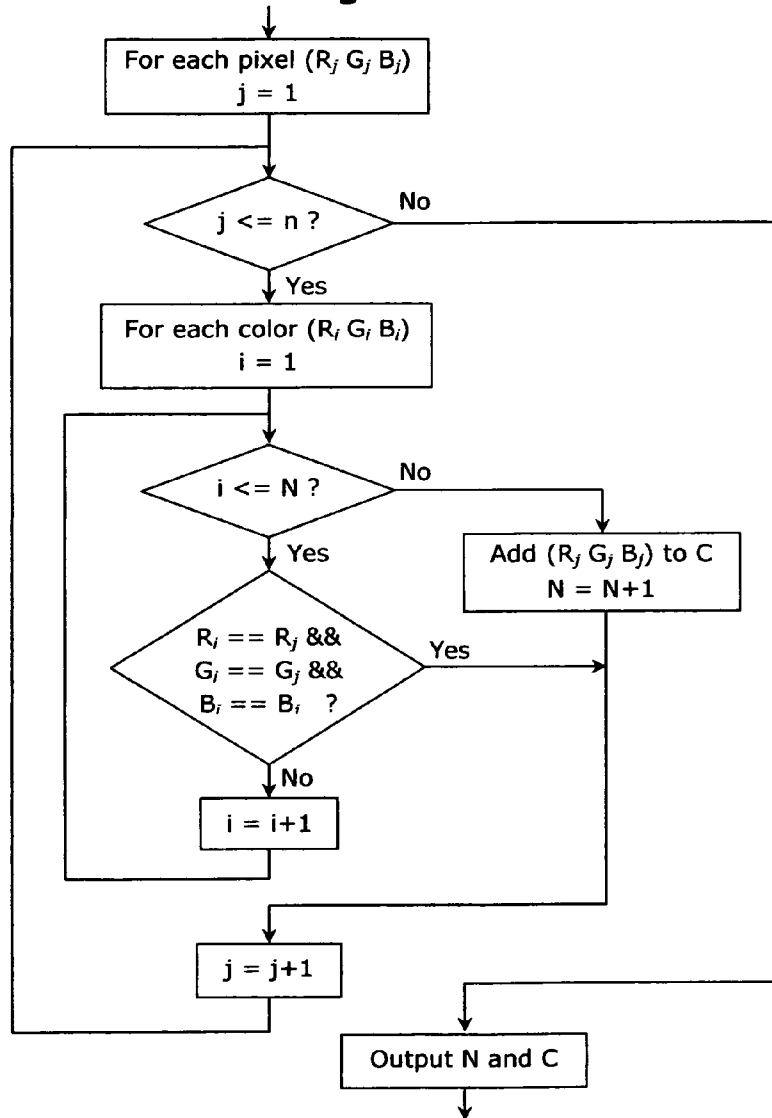 For each pixel (Rj Gj Bj)
j = 1
j <= n ?
No
Yes
For each color (Ri Gi Bi)
i = 1
i <= N ?
No
Yes
Add (Rj Gj Bj) to C
N = N+1
Ri == Rj &&
Gi == Gj &&
Bi == Bj ?
Yes
No
i = i+1
j = j+1
Output N and C